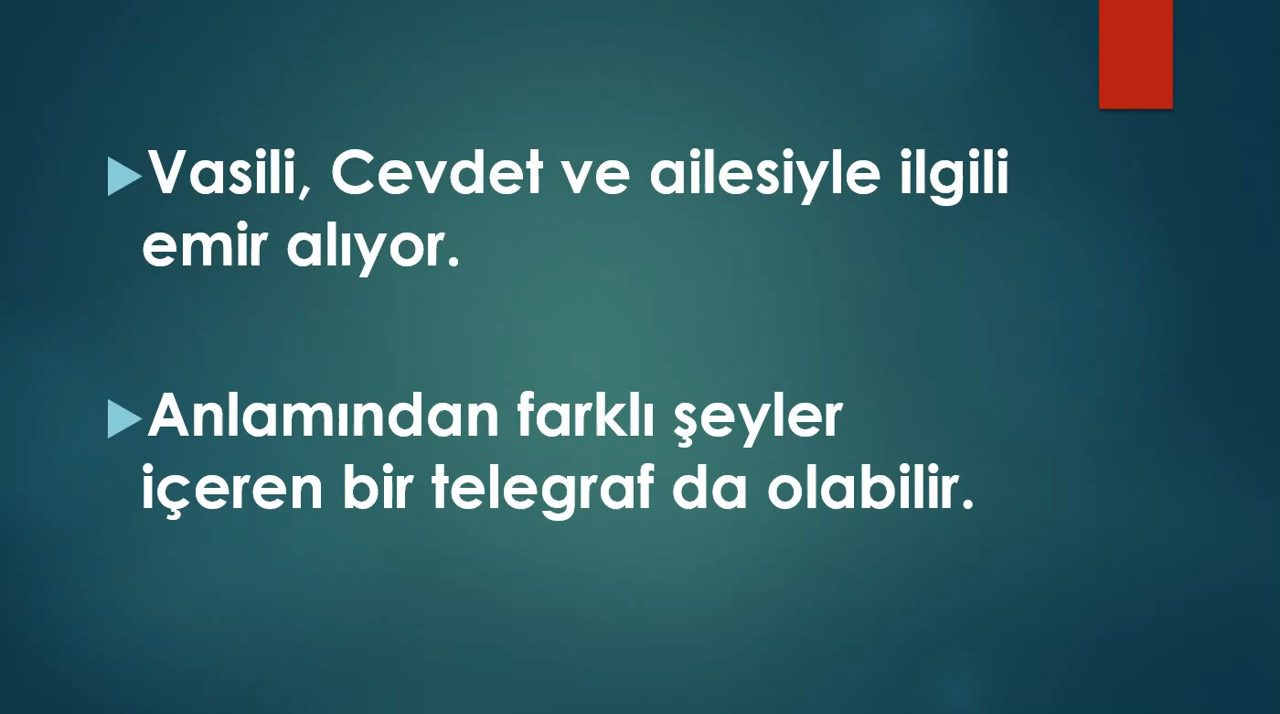 Vasili, Cevdet ve ailesiyle ilgili
emir alıyor.
Anlamından farklı şeyler
içeren bir telegraf da olabilir.